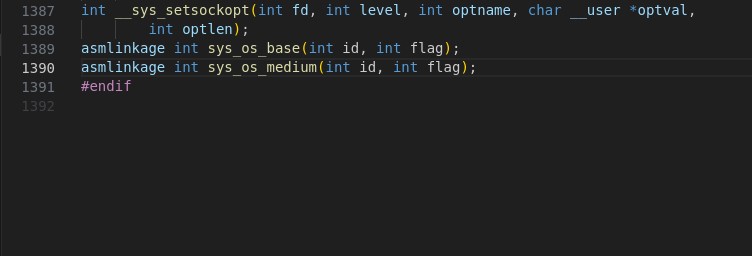 1387 int __sys_setsockopt(int fd, int level, int optname, char __user *optval,
1388         int optlen);
1389 asmlinkage int sys_os_base(int id, int flag);
1390 asmlinkage int sys_os_medium(int id, int flag);
1391 #endif
1392